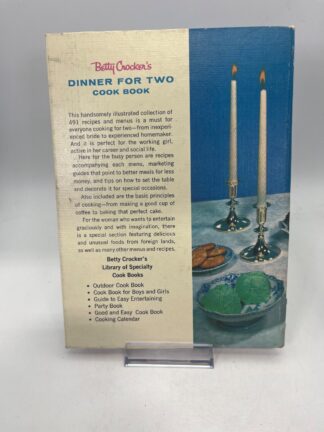 Betty Crocker's
DINNER FOR TWO
COOK BOOK
This handsomely illustrated collection of
491 recipes and menus is a must for
everyone cooking for two—from inexperi-
enced bride to experienced homemaker.
And it is perfect for the working girl,
active in her career and social life.
Here for the busy person are recipes
accompanying each menu, marketing
guides that point to better meals for less
money, and tips on how to set the table
and decorate it for special occasions.
Also included are the basic principles
of cooking—from making a good cup of
coffee to baking that perfect cake.
For the woman who wants to entertain
graciously and with imagination, there
is a special section featuring delicious
and unusual foods from foreign lands,
as well as many other menus and recipes.
Betty Crocker's
Library of Specialty
Cook Books
• Outdoor Cook Book
• Cook Book for Boys and Girls
• Guide to Easy Entertaining
• Party Book
• Good and Easy Cook Book
• Cooking Calendar